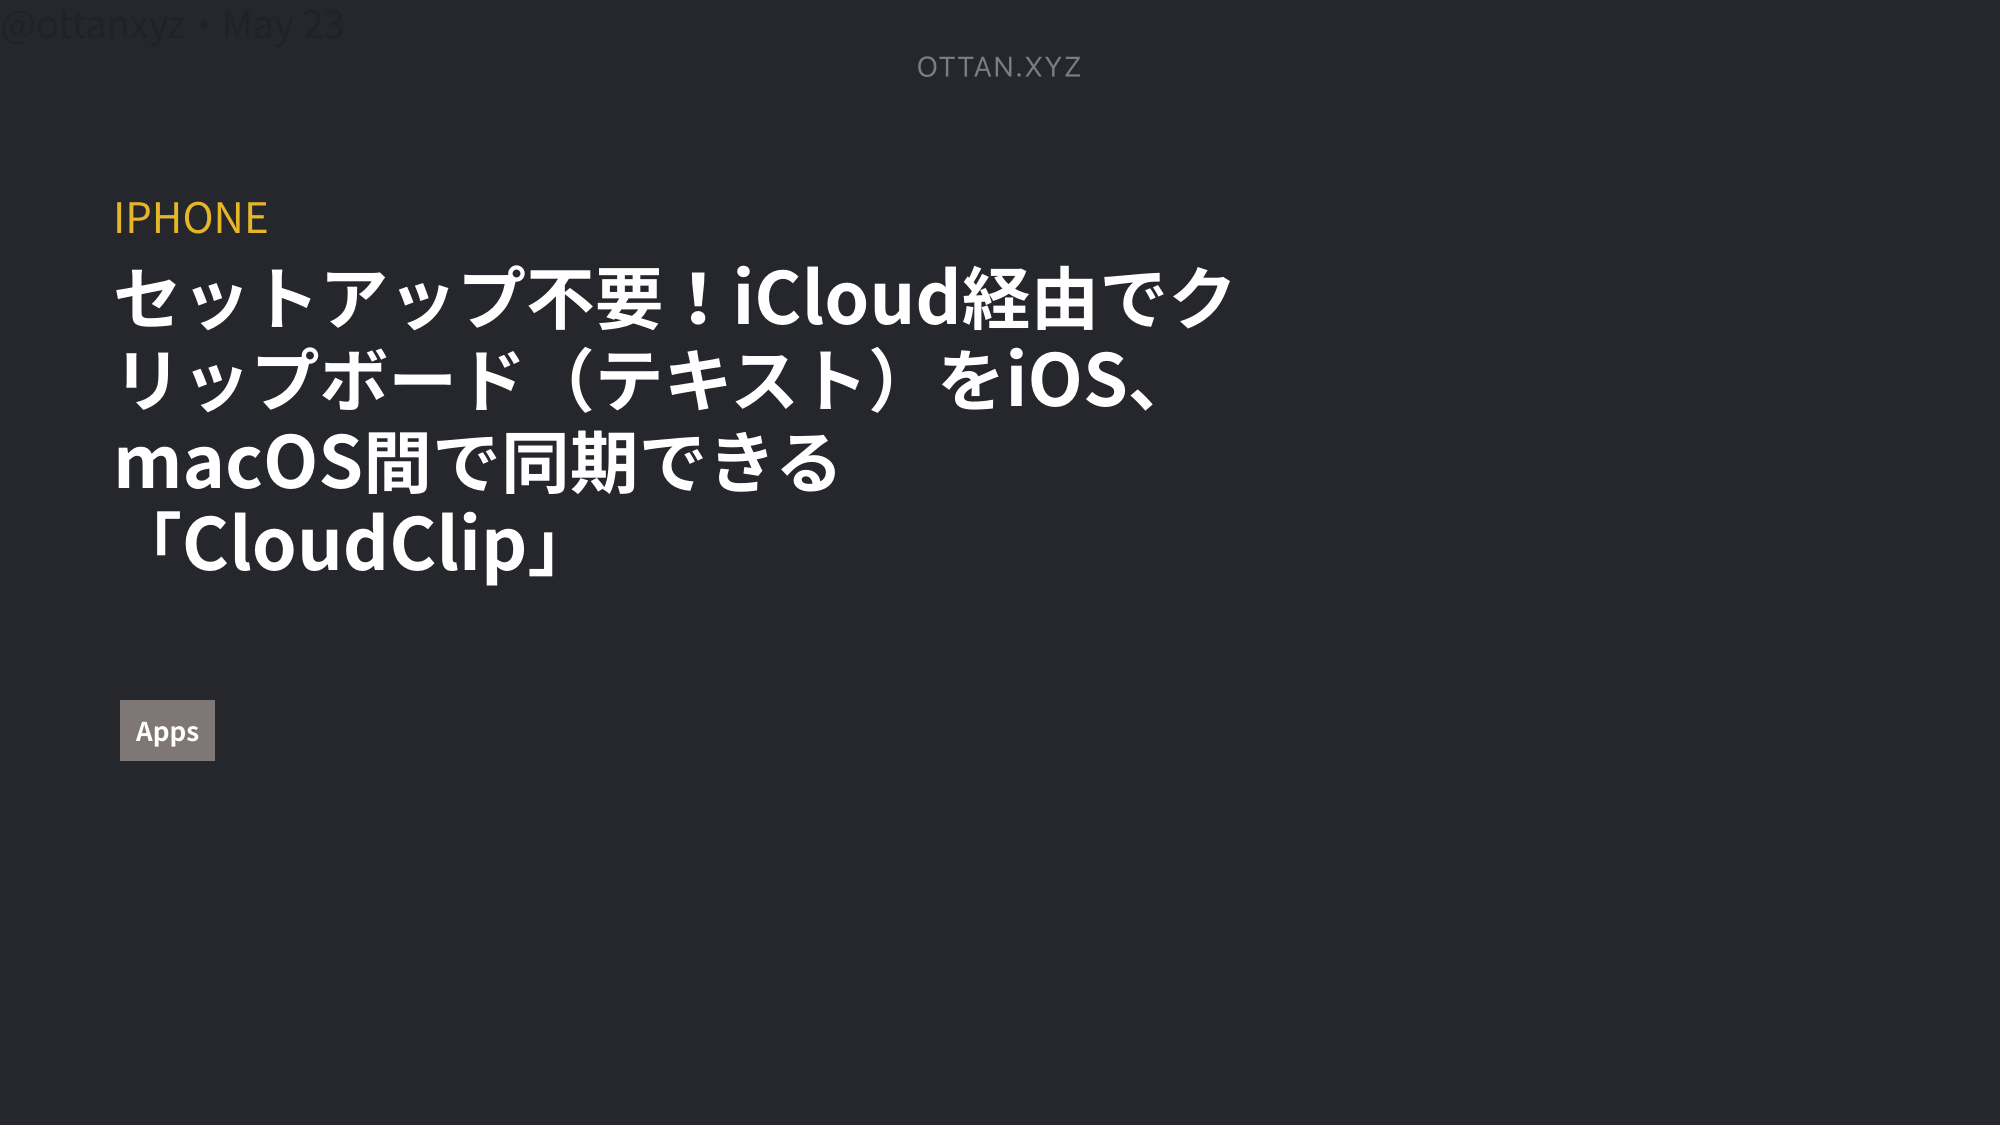 @ottanxyz・May 23
OTTAN.XYZ
IPHONE
セットアップ不要！iCloud経由でク
リップボード（テキスト）をiOS、
macOS間で同期できる
「CloudClip」
Apps